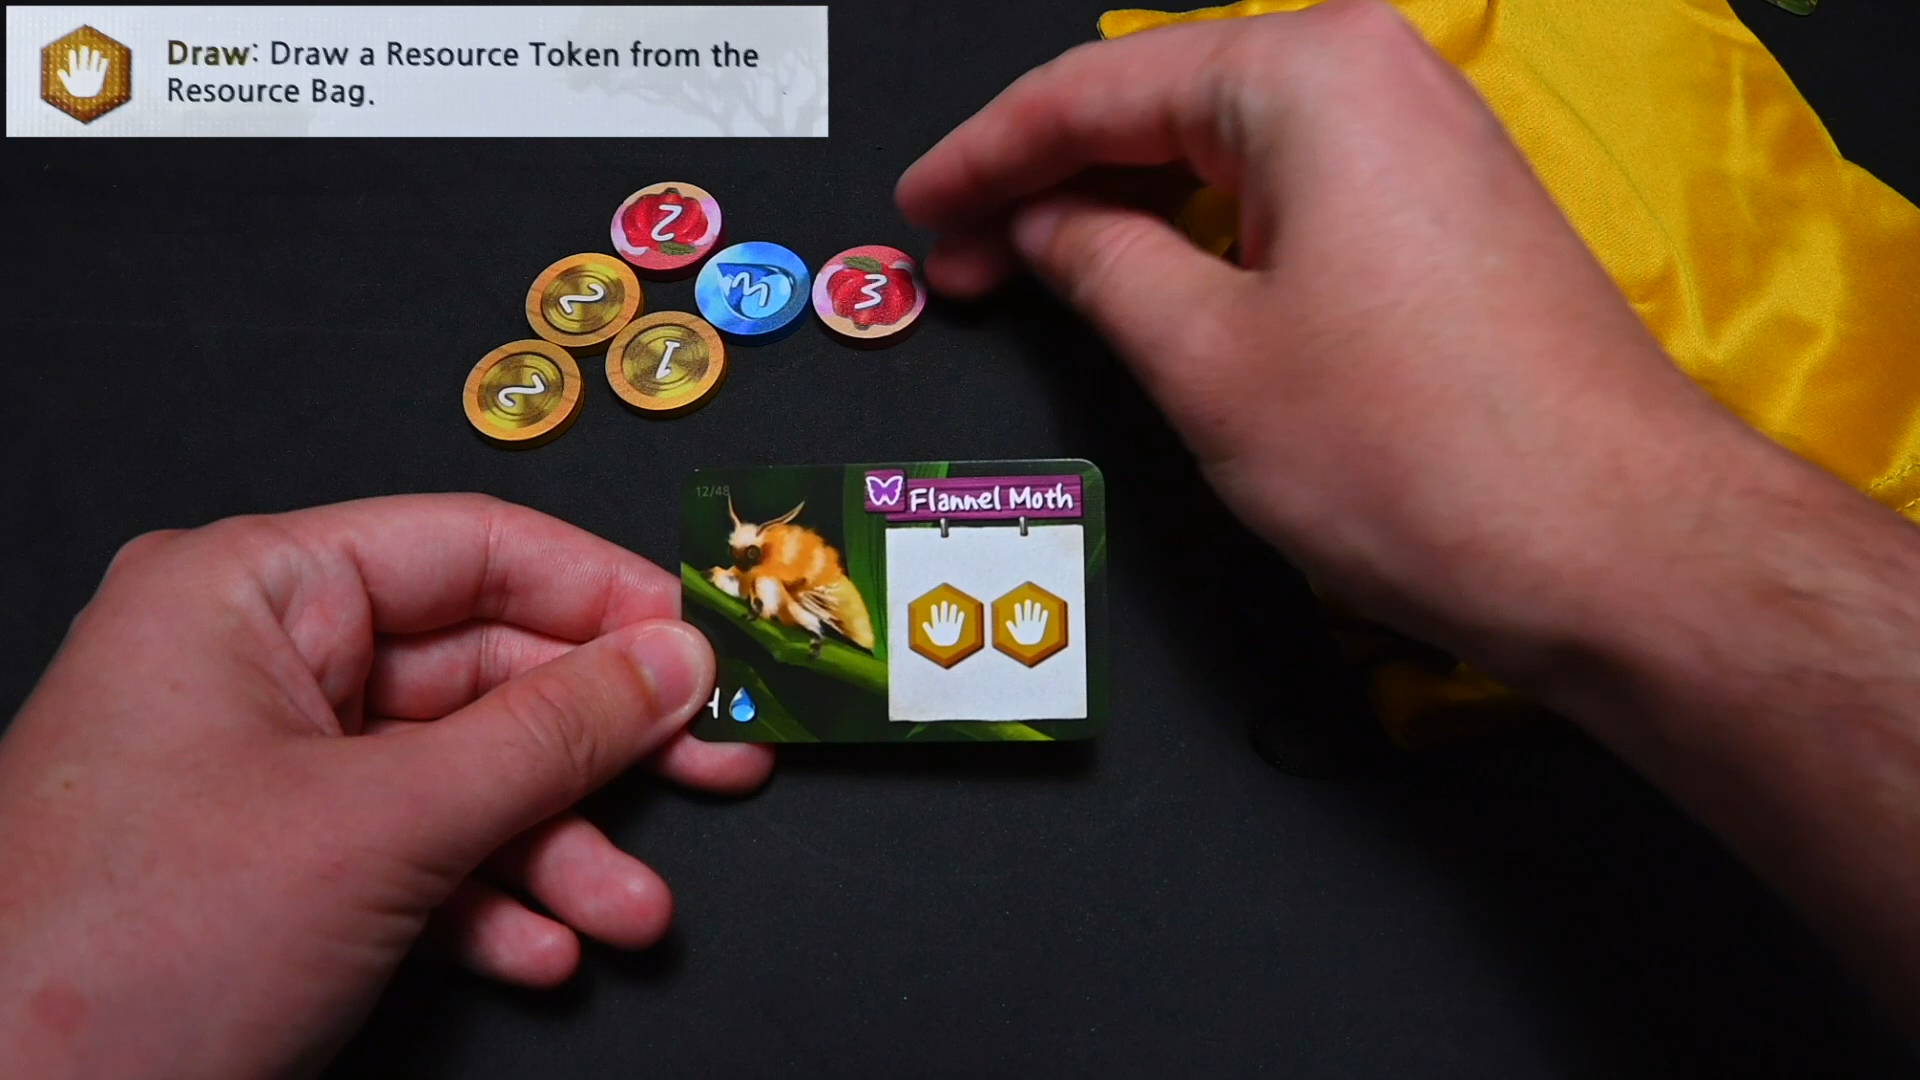 Draw: Draw a Resource Token from the
Resource Bag.
2
2
3
3
1
2
12/48
Flannel Moth